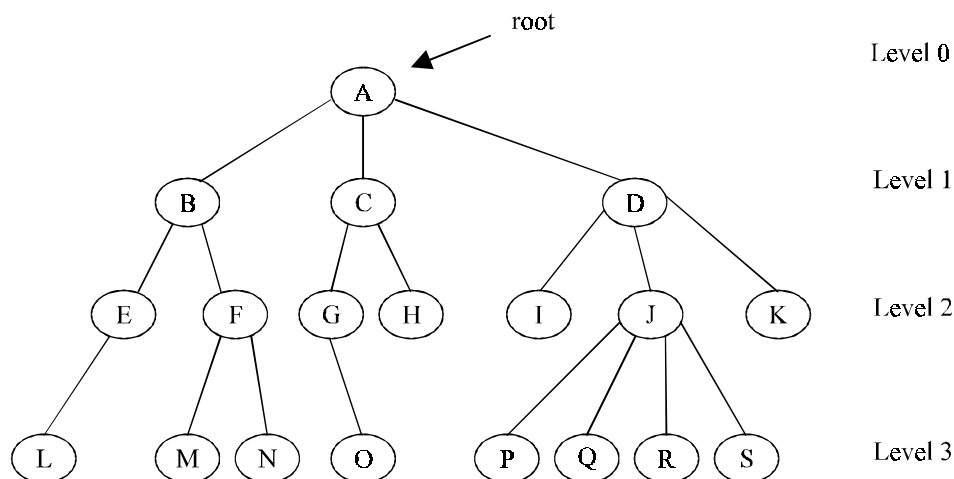 root
Level 0
A
Level 1
B C D
E F G H I J K
Level 2
L M N O P Q R S
Level 3